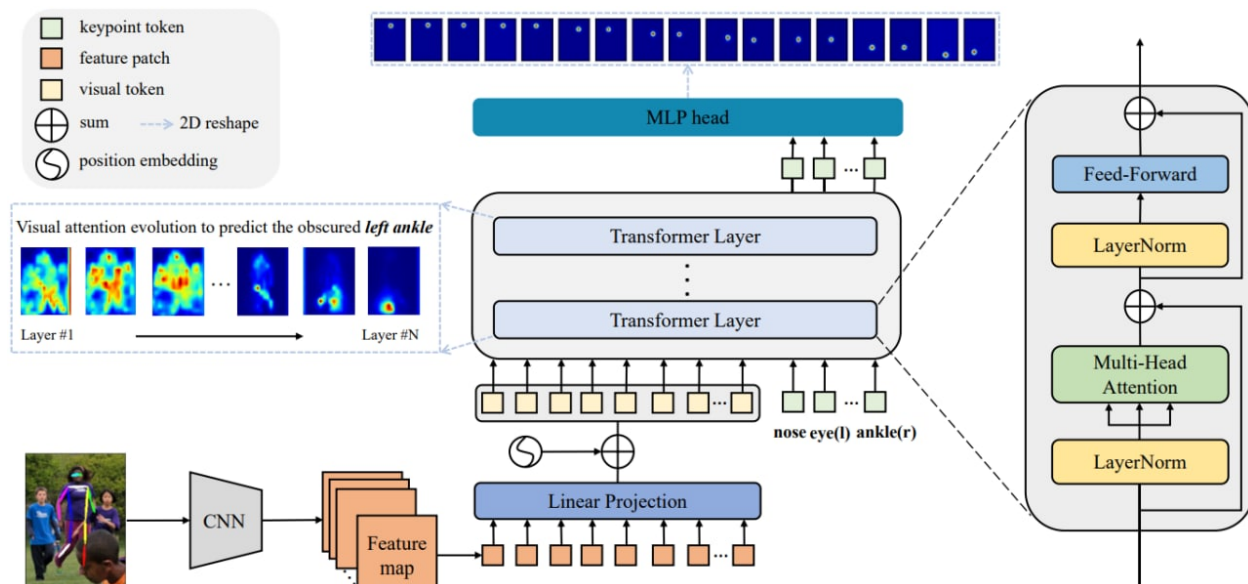 keypoint token
feature patch
visual token
sum
2D reshape
position embedding
MLP head
...
Visual attention evolution to predict the obscured left ankle
...
Layer #1
Layer #N
Transformer Layer
Transformer Layer
...
...
nose eye(l) ankle(r)
Linear Projection
...
CNN
Feature
map
Feed-Forward
LayerNorm
Multi-Head
Attention
LayerNorm